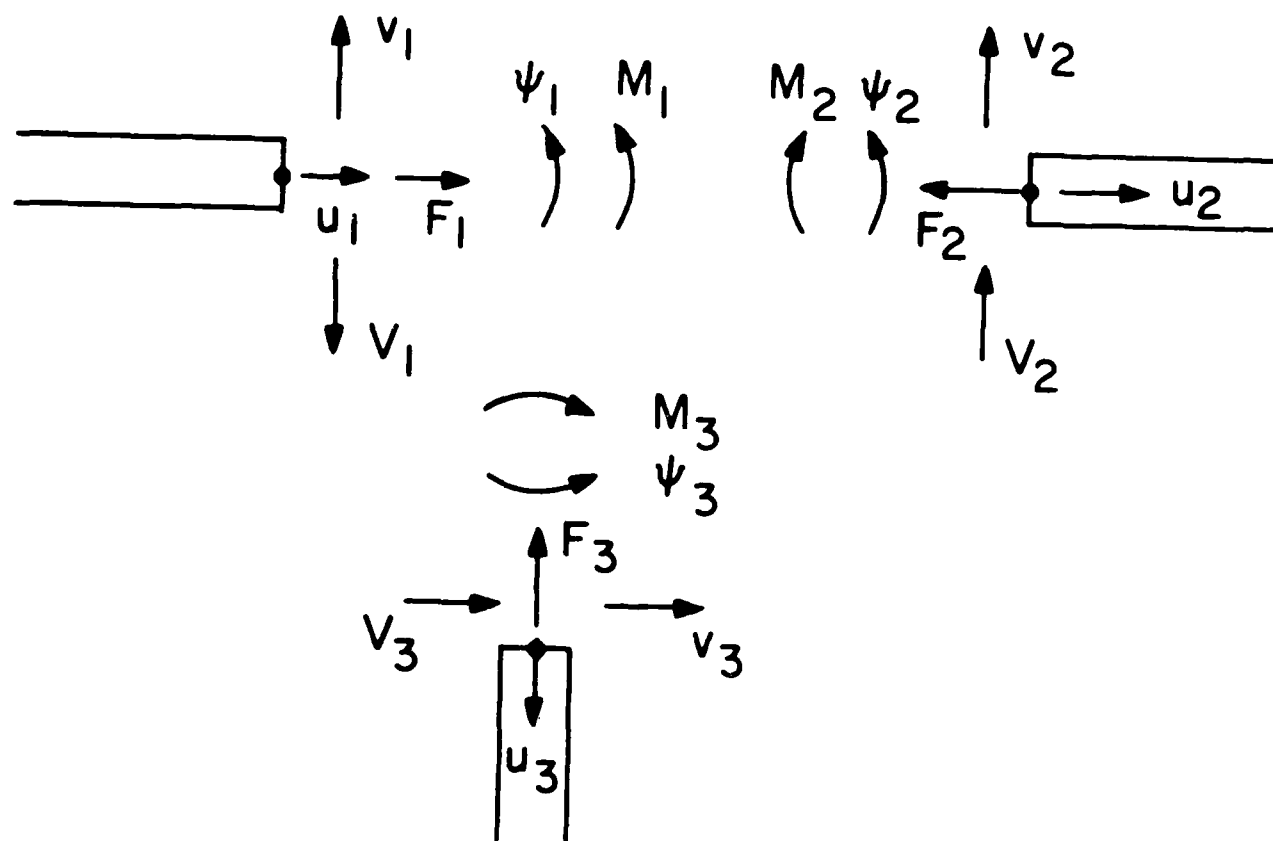 v₁
v₂
ψ₁ M₁
M₂ ψ₂
u₁ F₁
F₂ u₂
V₁
V₂
M₃
ψ₃
F₃
V₃ v₃
u₃